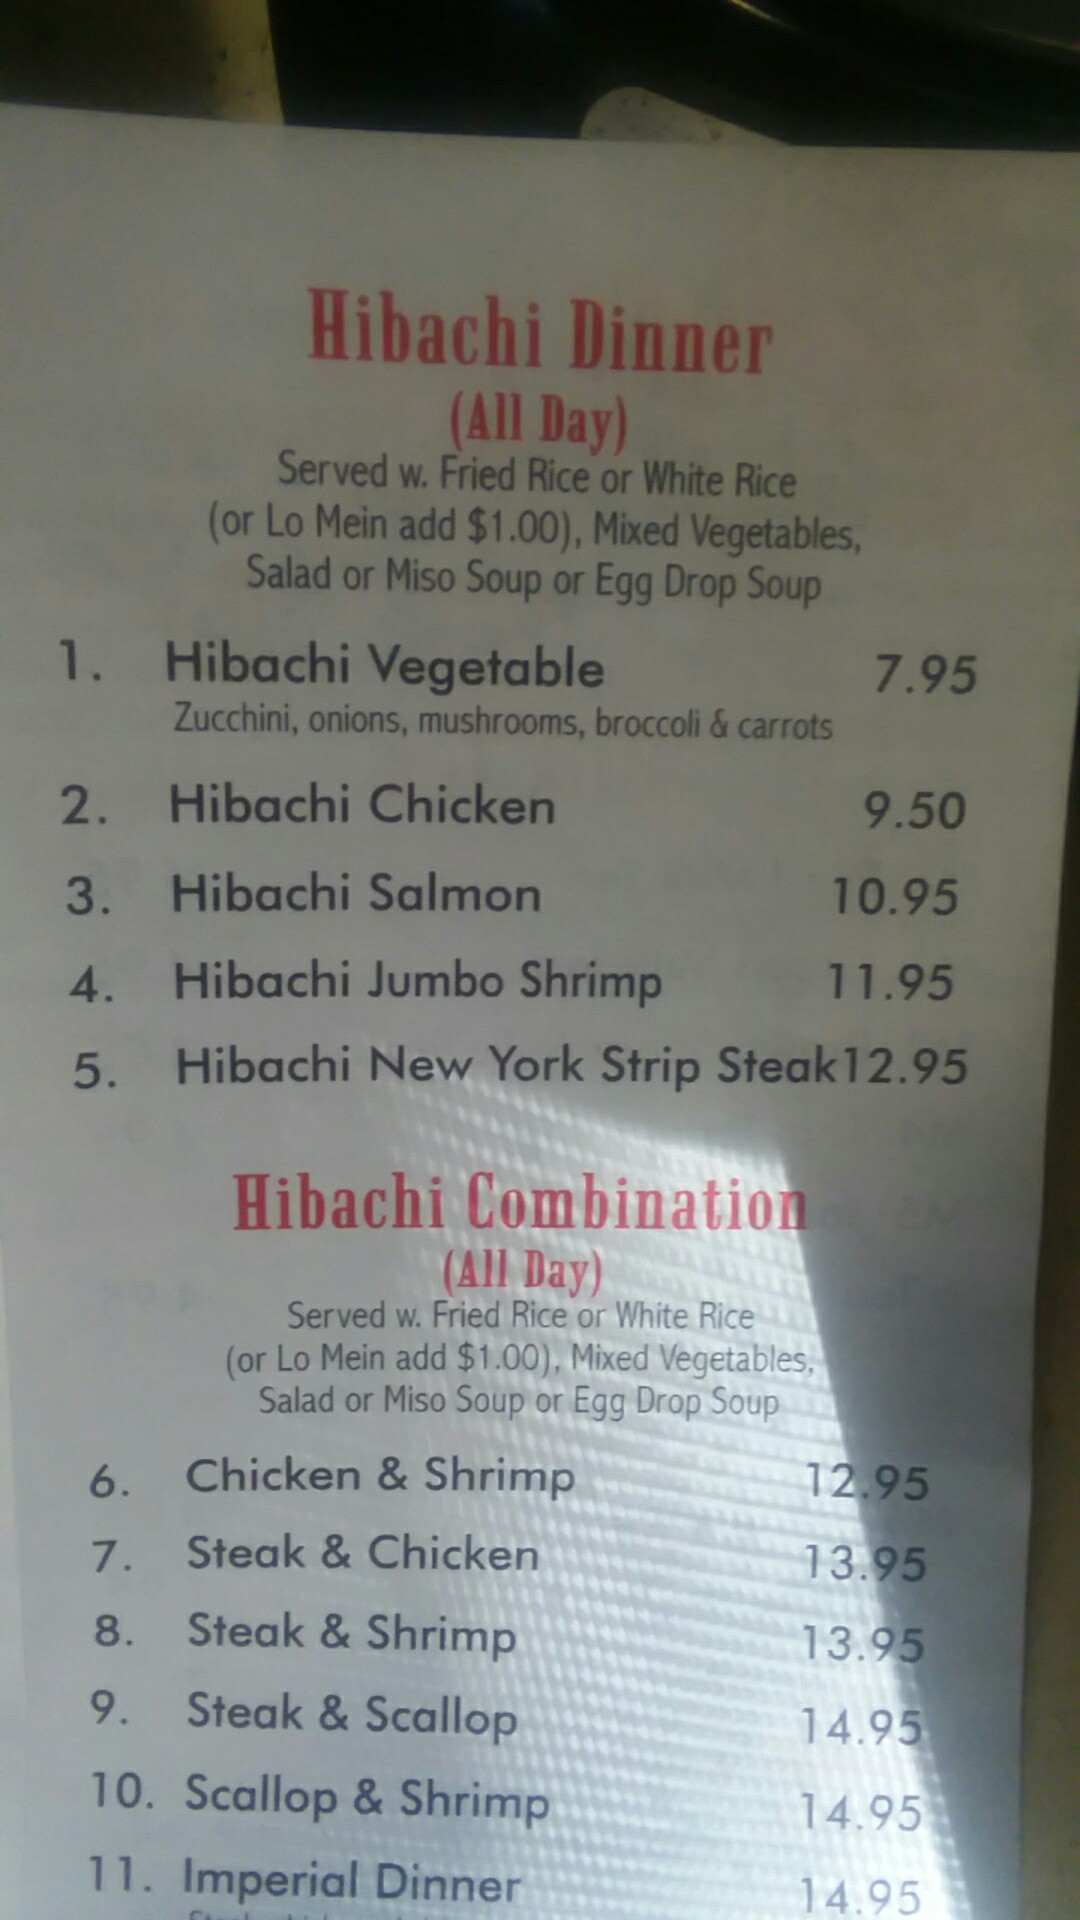 Hibachi Dinner
(All Day)
Served w. Fried Rice or White Rice
(or Lo Mein add $1.00), Mixed Vegetables,
Salad or Miso Soup or Egg Drop Soup
1. Hibachi Vegetable 7.95
Zucchini, onions, mushrooms, broccoli & carrots
2. Hibachi Chicken 9.50
3. Hibachi Salmon 10.95
4. Hibachi Jumbo Shrimp 11.95
5. Hibachi New York Strip Steak 12.95
Hibachi Combination
(All Day)
Served w. Fried Rice or White Rice
(or Lo Mein add $1.00), Mixed Vegetables,
Salad or Miso Soup or Egg Drop Soup
6. Chicken & Shrimp 12.95
7. Steak & Chicken 13.95
8. Steak & Shrimp 13.95
9. Steak & Scallop 14.95
10. Scallop & Shrimp 14.95
11. Imperial Dinner 14.95